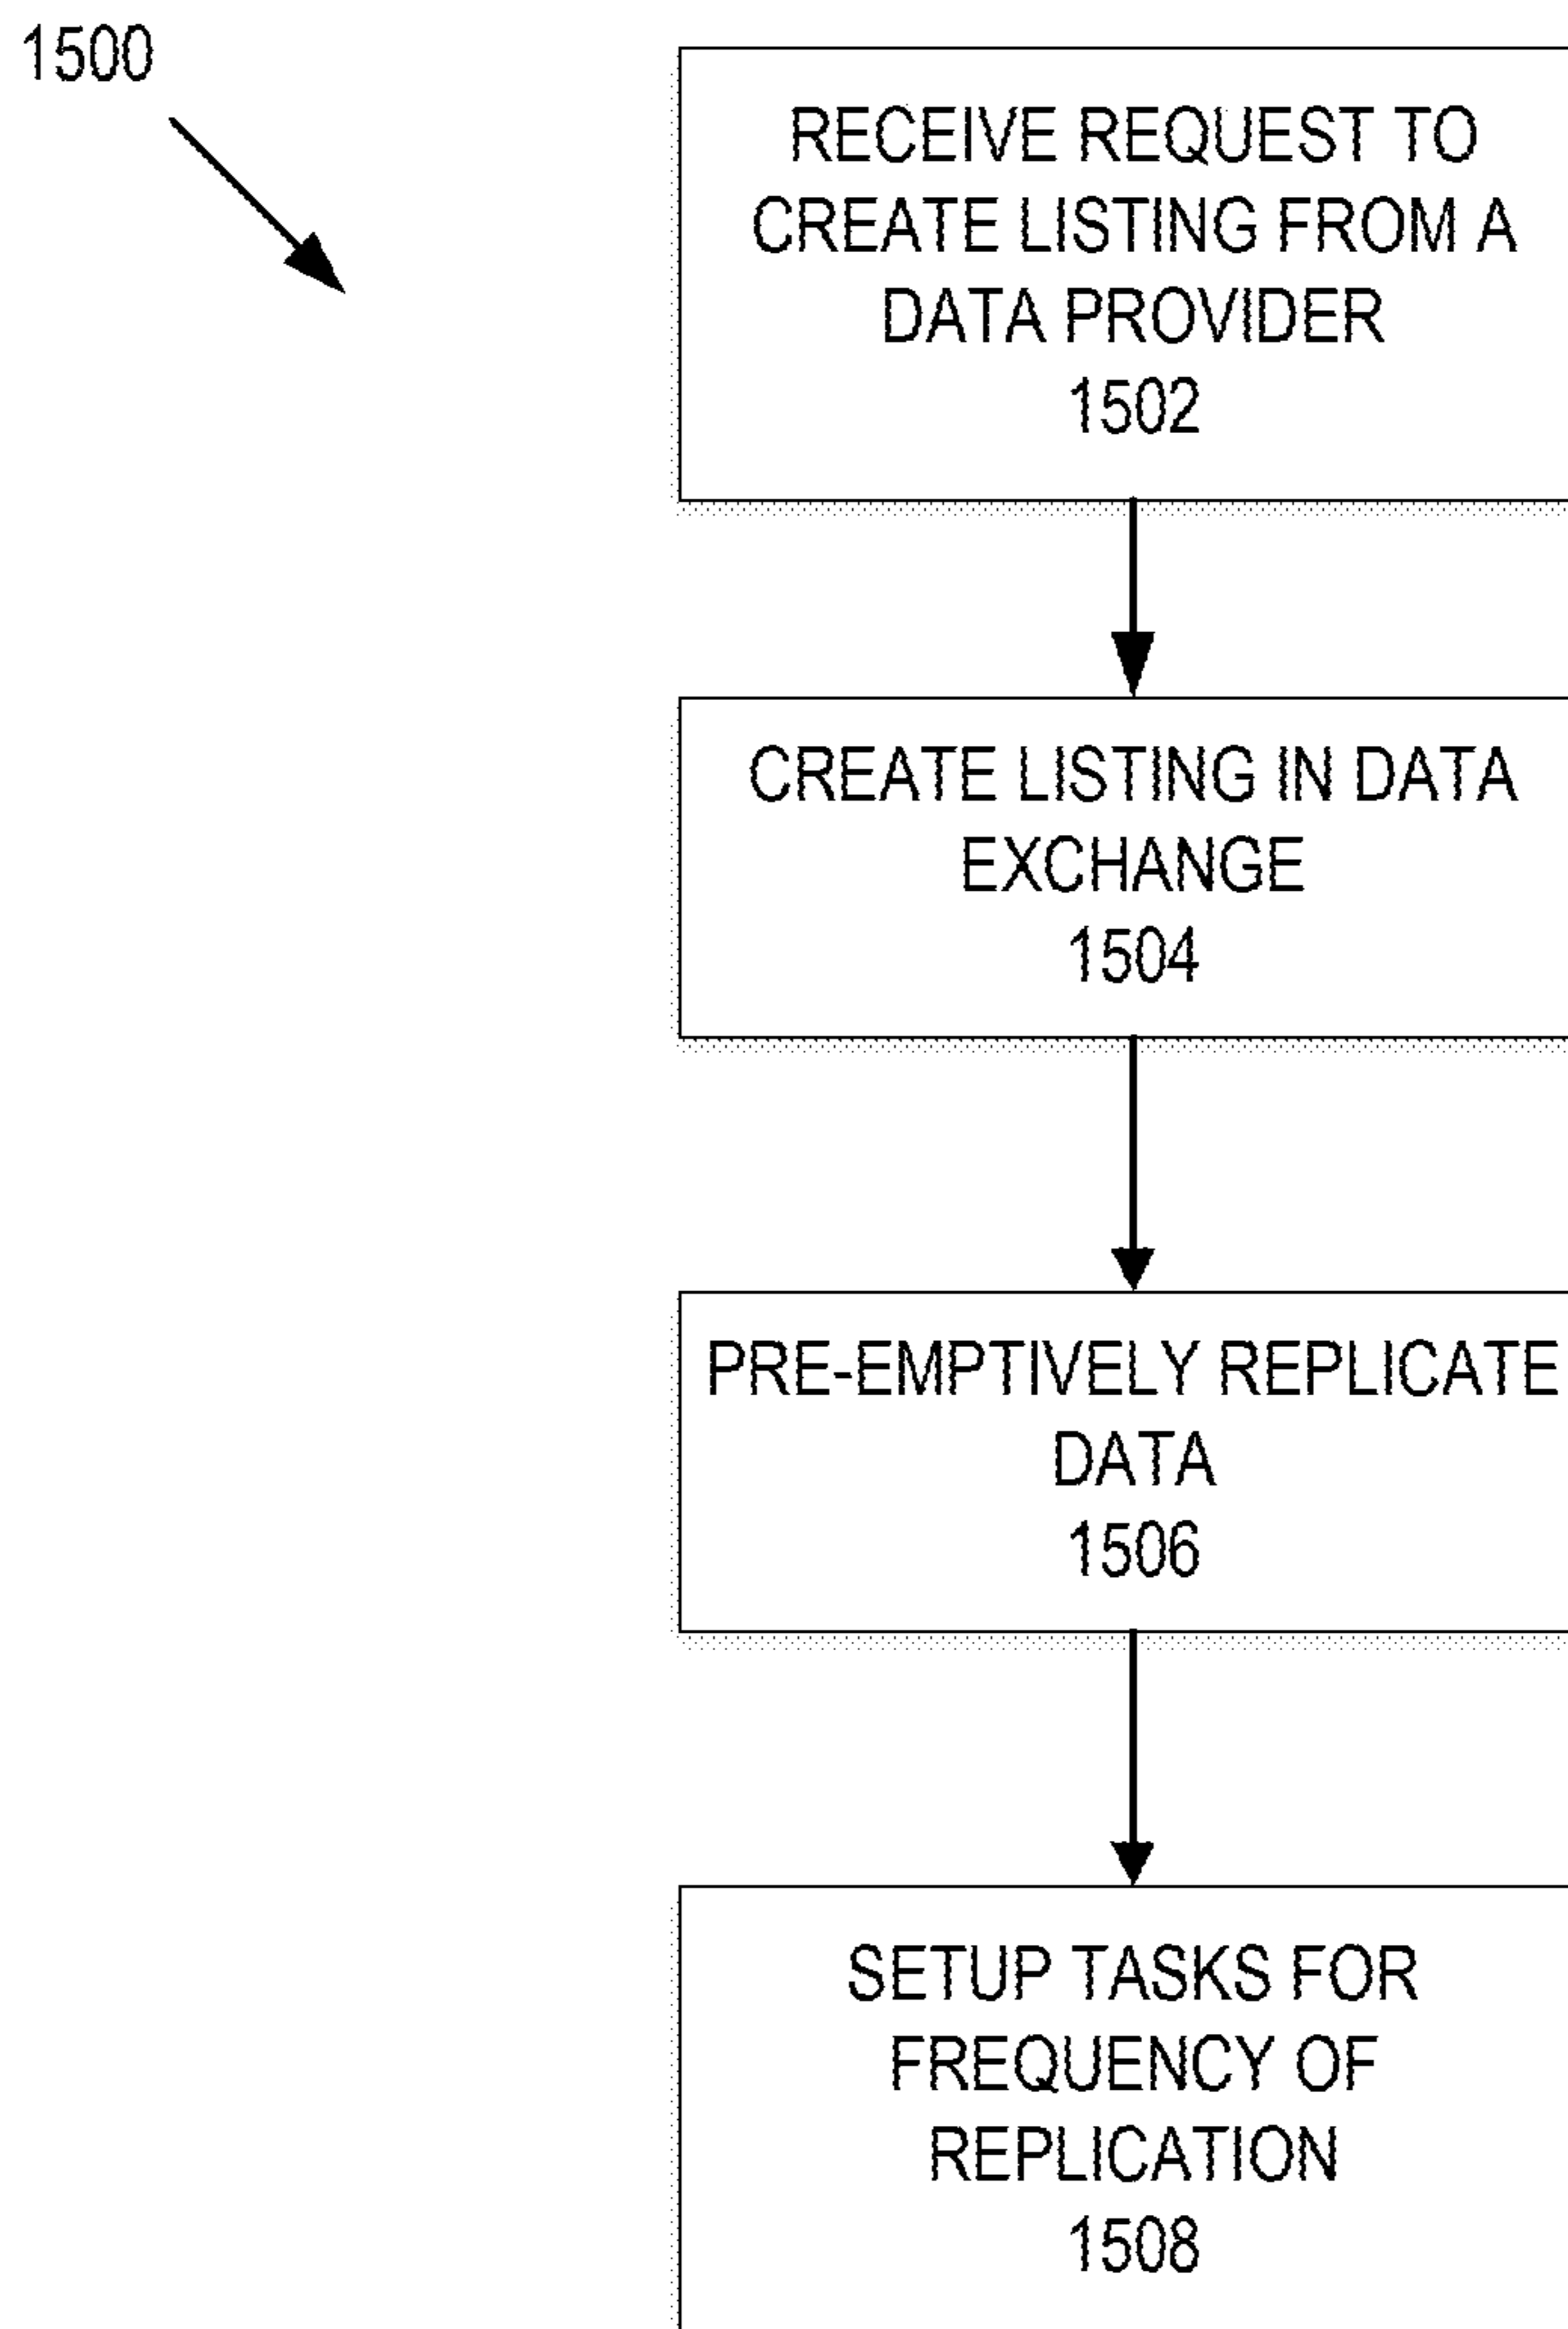 1500
RECEIVE REQUEST TO
CREATE LISTING FROM A
DATA PROVIDER
1502
CREATE LISTING IN DATA
EXCHANGE
1504
PRE-EMPTIVELY REPLICATE
DATA
1506
SETUP TASKS FOR
FREQUENCY OF
REPLICATION
1508